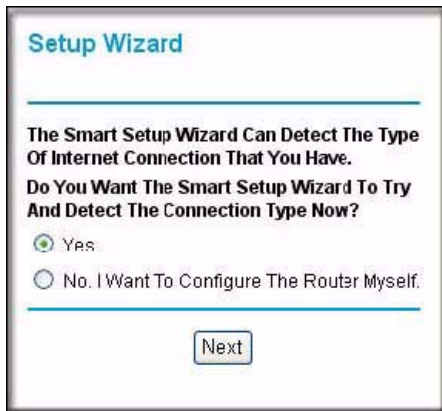 Setup Wizard
The Smart Setup Wizard Can Detect The Type
Of Internet Connection That You Have.
Do You Want The Smart Setup Wizard To Try
And Detect The Connection Type Now?
Yes
No. I Want To Configure The Router Myself.
Next